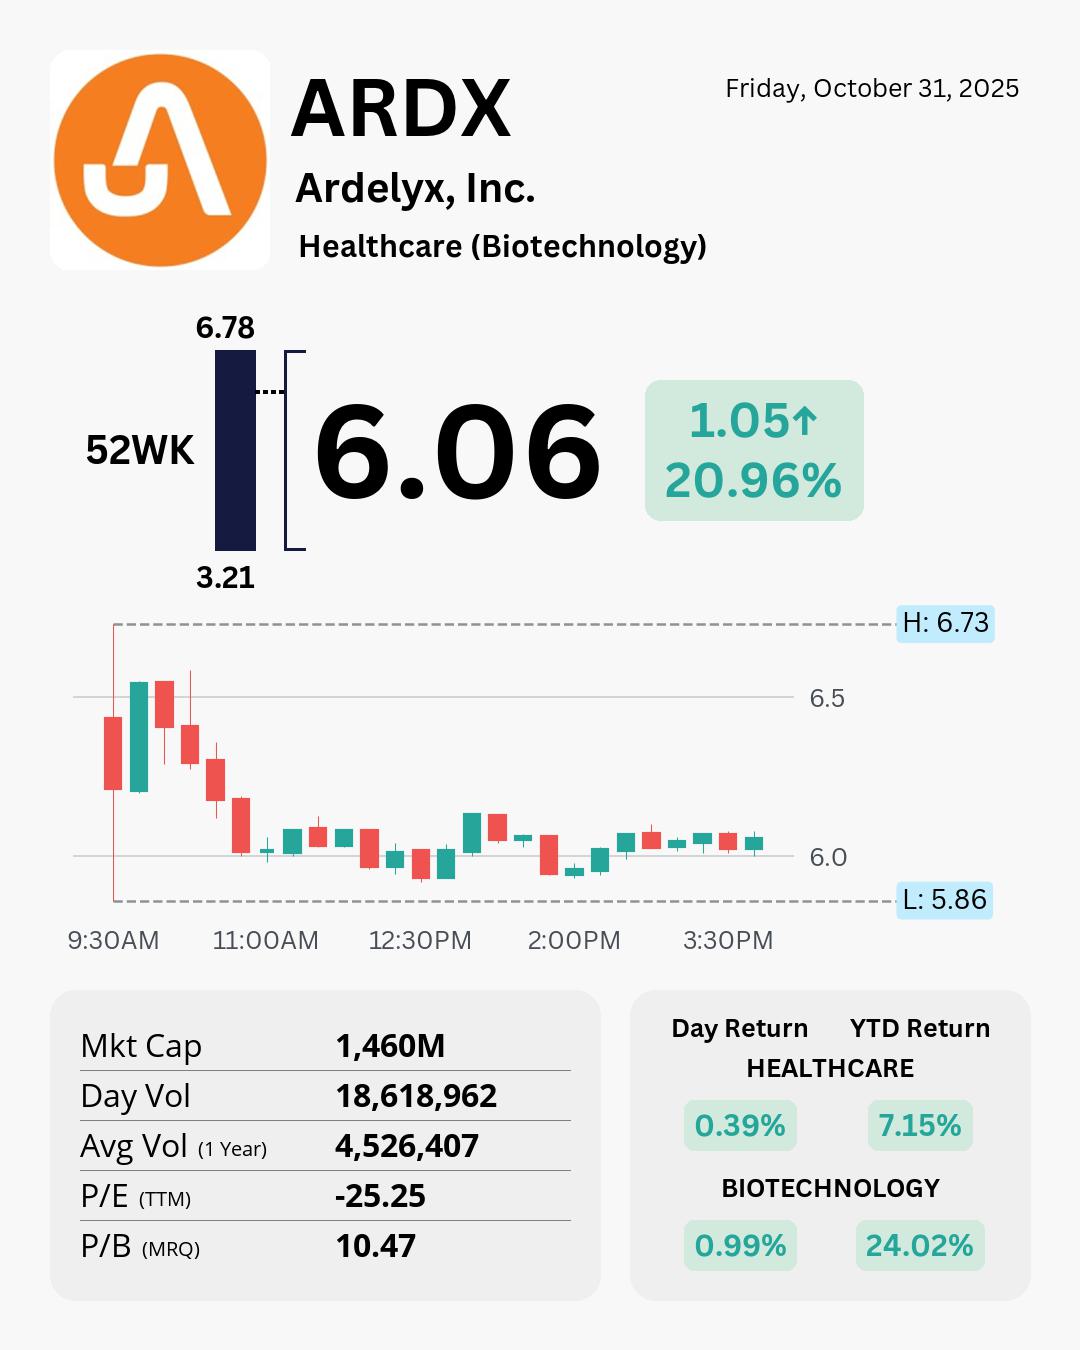 ARDX
Friday, October 31, 2025
Ardelyx, Inc.
Healthcare (Biotechnology)
6.78
52WK
6.06
1.05↑
20.96%
3.21
H: 6.73
6.5
6.0
L: 5.86
9:30AM 11:00AM 12:30PM 2:00PM 3:30PM
Mkt Cap 1,460M
Day Vol 18,618,962
Avg Vol (1 Year) 4,526,407
P/E (TTM) -25.25
P/B (MRQ) 10.47
Day Return YTD Return
HEALTHCARE
0.39% 7.15%
BIOTECHNOLOGY
0.99% 24.02%